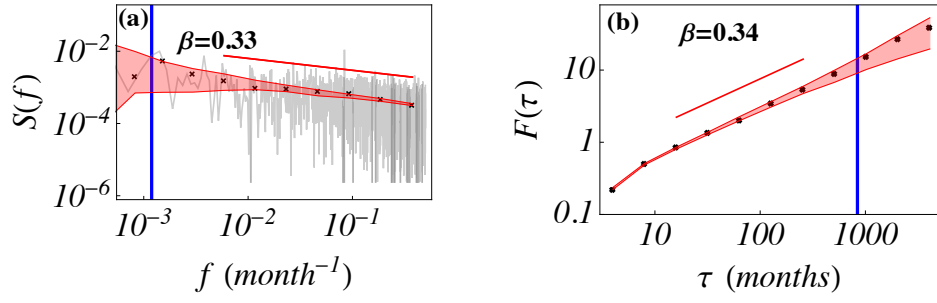 (a)
β=0.33
S(f)
10⁻²
10⁻⁴
10⁻⁶
10⁻³ 10⁻² 10⁻¹
f (month⁻¹)
(b)
β=0.34
F(τ)
10
1
0.1
10 100 1000
τ (months)